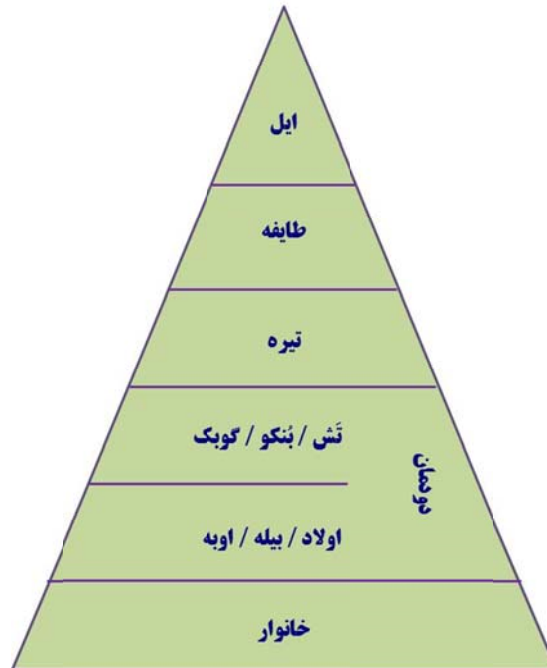 ایل
طایفه
تیره
تَش / بُنکو / گوبک
دودمان
اولاد / بیله / اوبه
خانوار